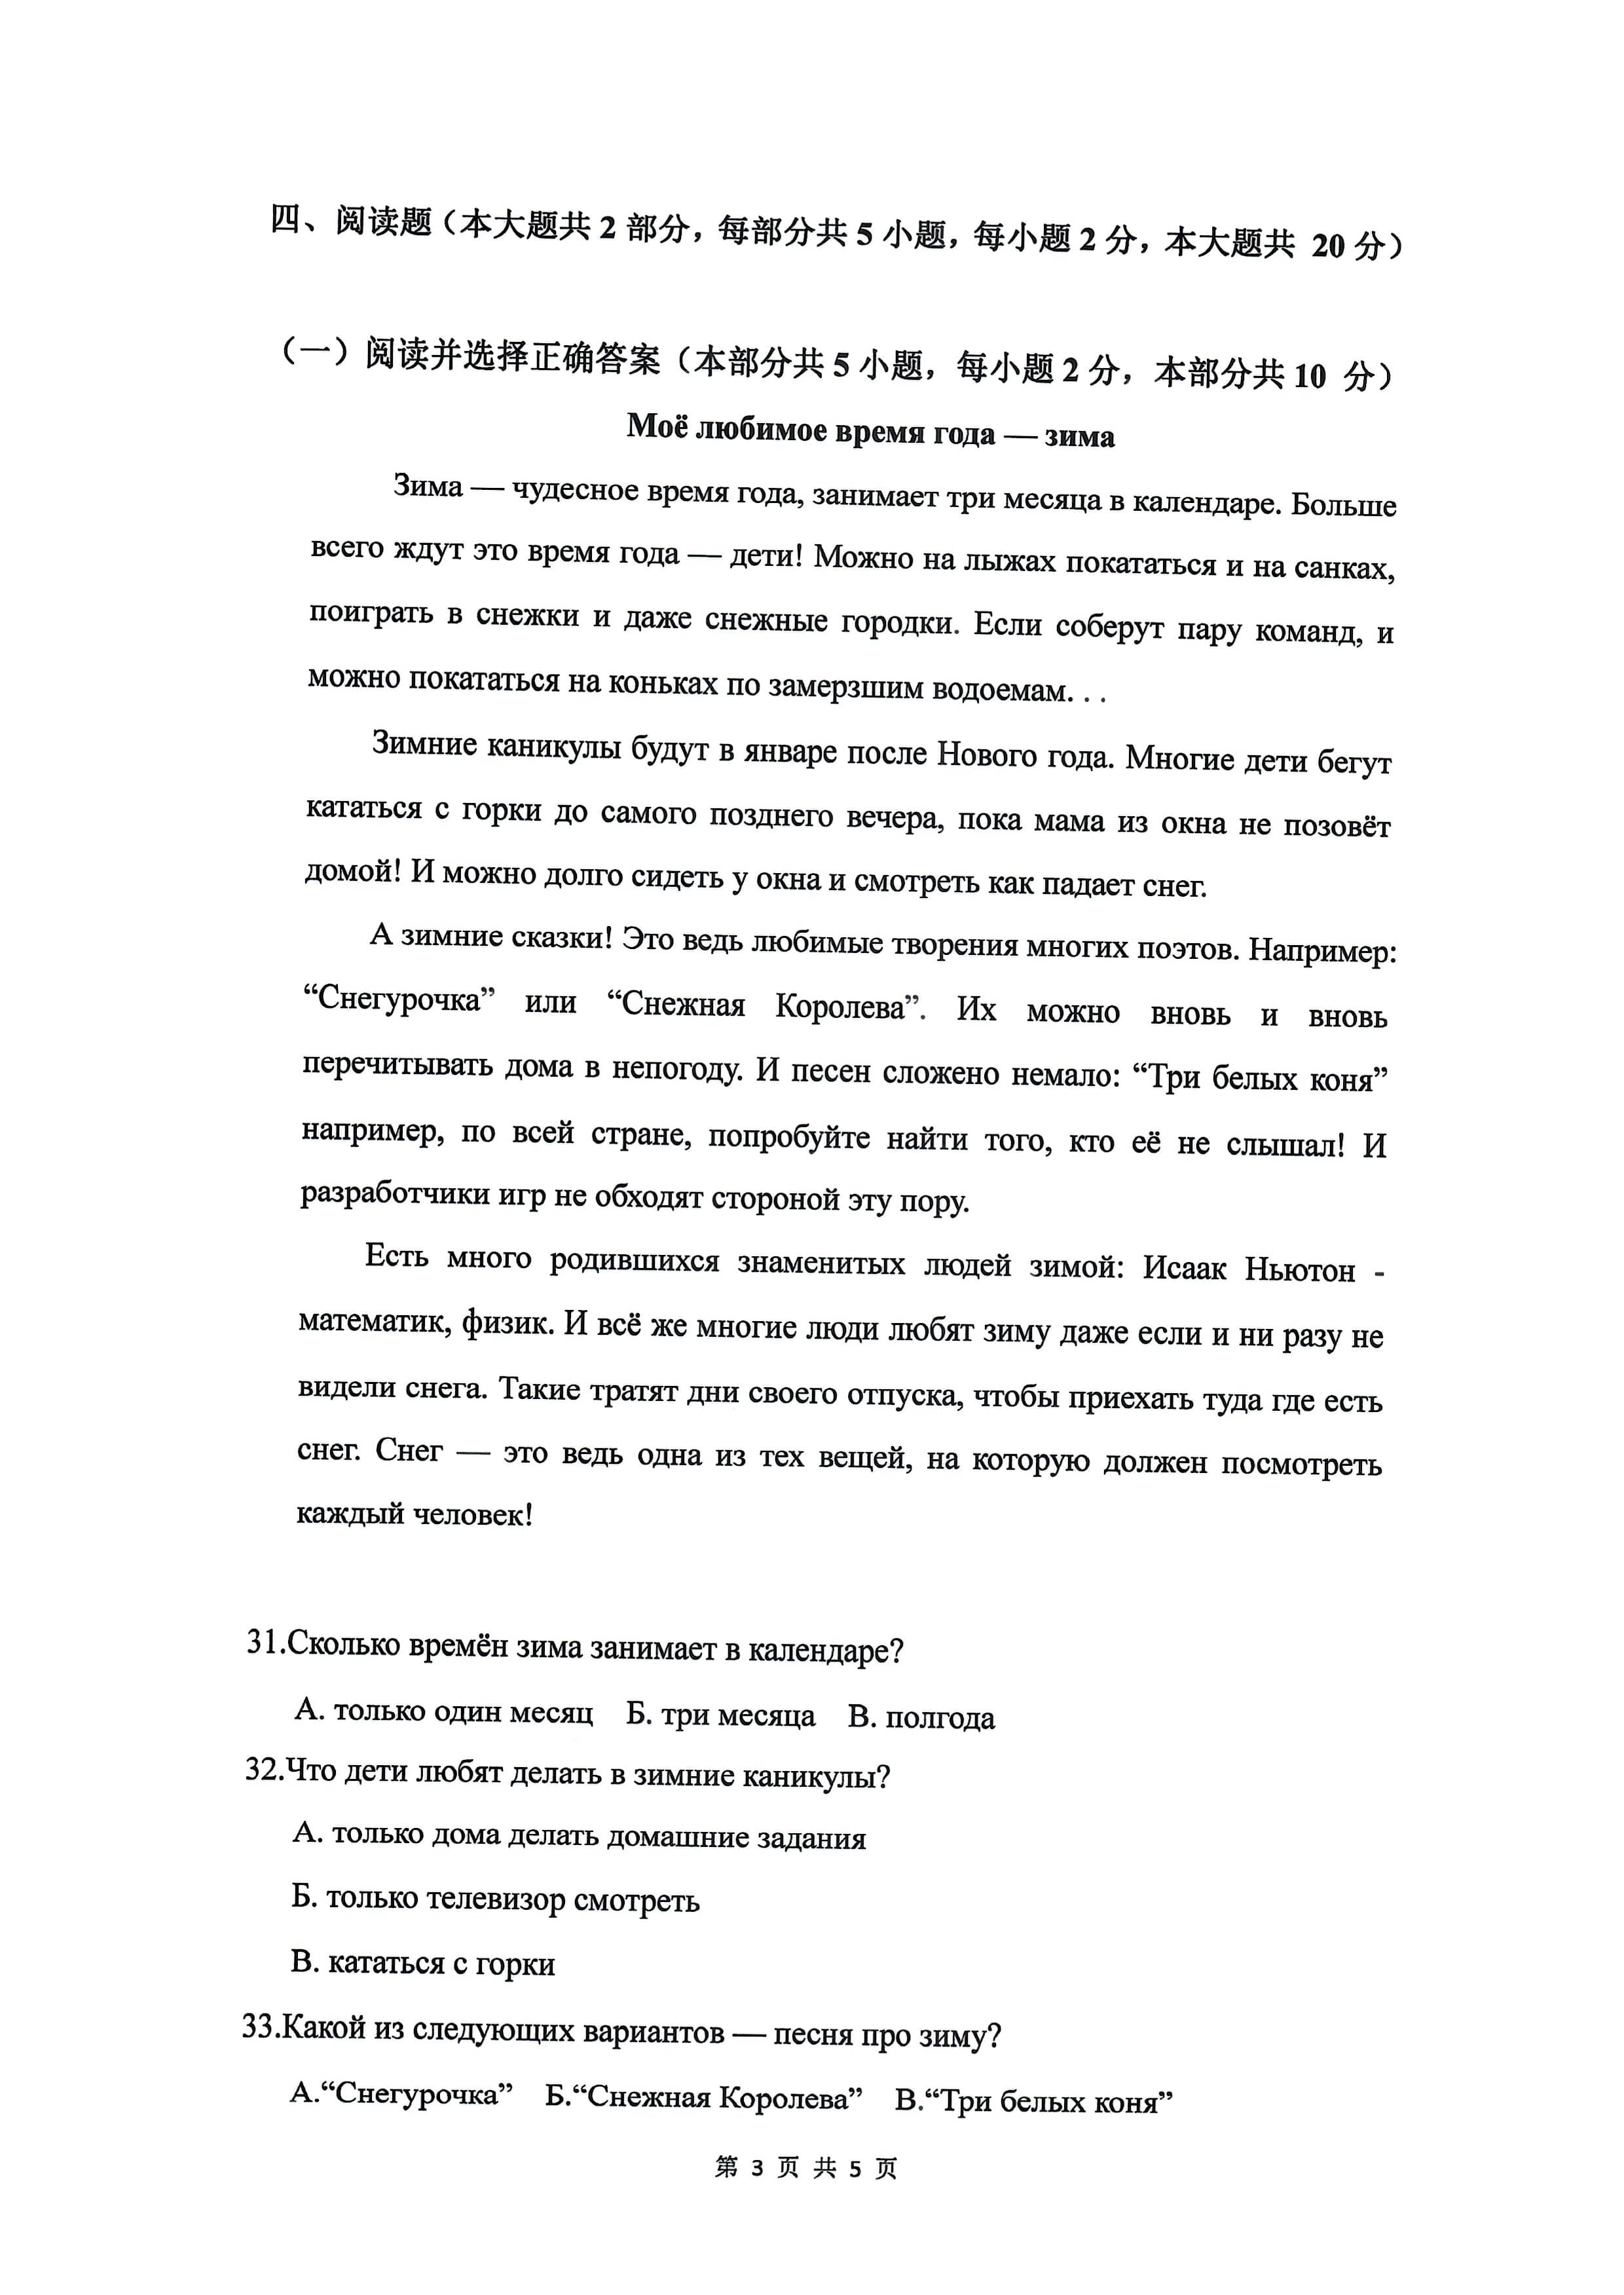 四、阅读题（本大题共 2 部分，每部分共 5 小题，每小题 2 分，本大题共 20 分）
（一）阅读并选择正确答案（本部分共 5 小题，每小题 2 分，本部分共 10 分）
Моё любимое время года — зима
Зима — чудесное время года, занимает три месяца в календаре. Больше
всего ждут это время года — дети! Можно на лыжах покататься и на санках,
поиграть в снежки и даже снежные городки. Если соберут пару команд, и
можно покататься на коньках по замерзшим водоемам. . .
Зимние каникулы будут в январе после Нового года. Многие дети бегут
кататься с горки до самого позднего вечера, пока мама из окна не позовёт
домой! И можно долго сидеть у окна и смотреть как падает снег.
А зимние сказки! Это ведь любимые творения многих поэтов. Например:
“Снегурочка” или “Снежная Королева”. Их можно вновь и вновь
перечитывать дома в непогоду. И песен сложено немало: “Три белых коня”
например, по всей стране, попробуйте найти того, кто её не слышал! И
разработчики игр не обходят стороной эту пору.
Есть много родившихся знаменитых людей зимой: Исаак Ньютон -
математик, физик. И всё же многие люди любят зиму даже если и ни разу не
видели снега. Такие тратят дни своего отпуска, чтобы приехать туда где есть
снег. Снег — это ведь одна из тех вещей, на которую должен посмотреть
каждый человек!
31.Сколько времён зима занимает в календаре?
А. только один месяц Б. три месяца В. полгода
32.Что дети любят делать в зимние каникулы?
А. только дома делать домашние задания
Б. только телевизор смотреть
В. кататься с горки
33.Какой из следующих вариантов — песня про зиму?
А.“Снегурочка” Б.“Снежная Королева” В.“Три белых коня”
第 3 页 共 5 页